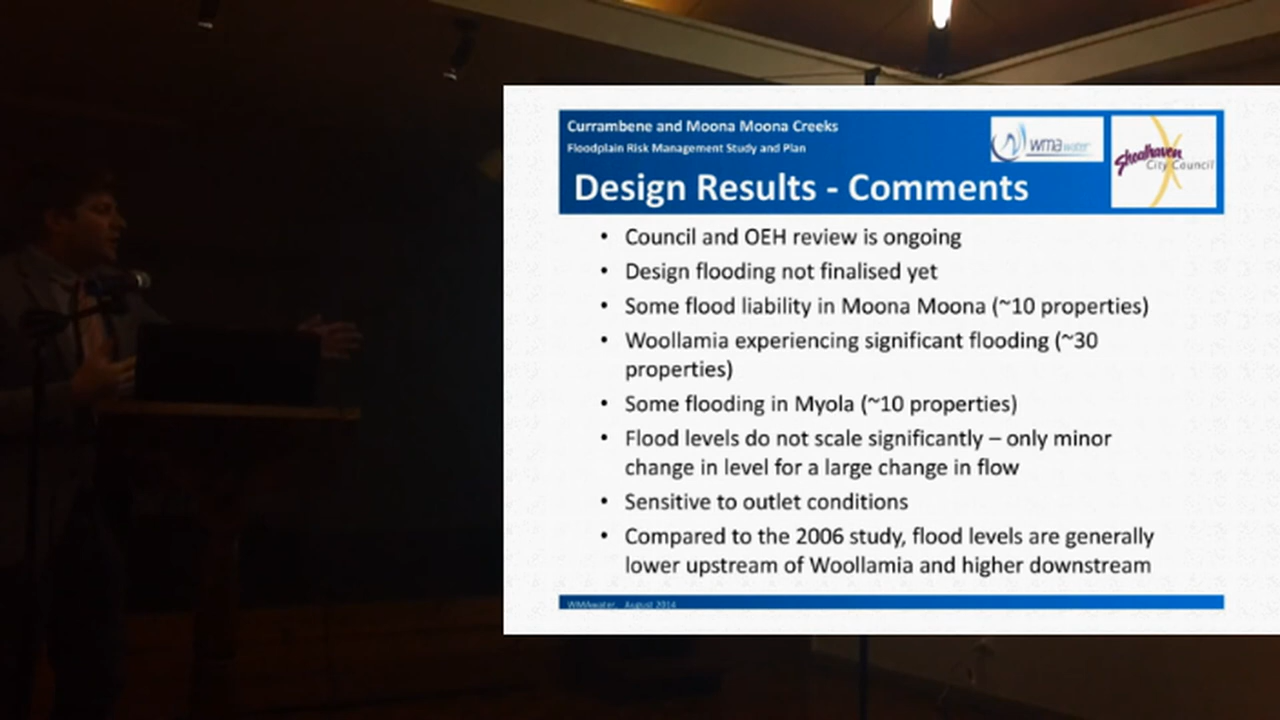 Currambene and Moona Moona Creeks
Floodplain Risk Management Study and Plan
wma water
Shoalhaven
City Council
Design Results - Comments
• Council and OEH review is ongoing
• Design flooding not finalised yet
• Some flood liability in Moona Moona (~10 properties)
• Woollamia experiencing significant flooding (~30
properties)
• Some flooding in Myola (~10 properties)
• Flood levels do not scale significantly – only minor
change in level for a large change in flow
• Sensitive to outlet conditions
• Compared to the 2006 study, flood levels are generally
lower upstream of Woollamia and higher downstream
WMAwater, August 2014